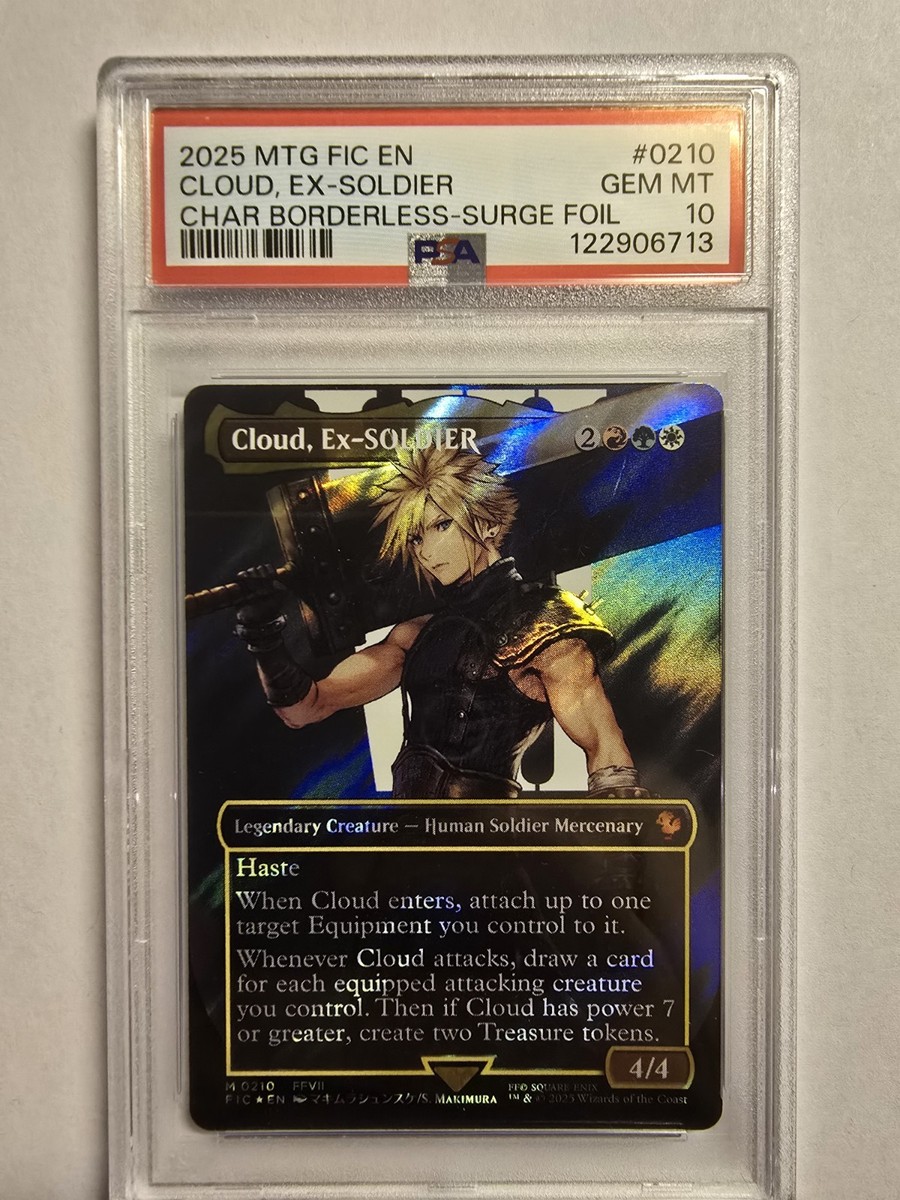 2025 MTG FIC EN #0210
CLOUD, EX-SOLDIER GEM MT
CHAR BORDERLESS-SURGE FOIL 10
PSA 122906713
Cloud, Ex-SOLDIER 2
Legendary Creature — Human Soldier Mercenary
Haste
When Cloud enters, attach up to one
target Equipment you control to it.
Whenever Cloud attacks, draw a card
for each equipped attacking creature
you control. Then if Cloud has power 7
or greater, create two Treasure tokens.
4/4
M 0210 FFVII FF© SQUARE ENIX
FIC★EN マキムラシュンスケ/S. MAKIMURA ™ & © 2025 Wizards of the Coast